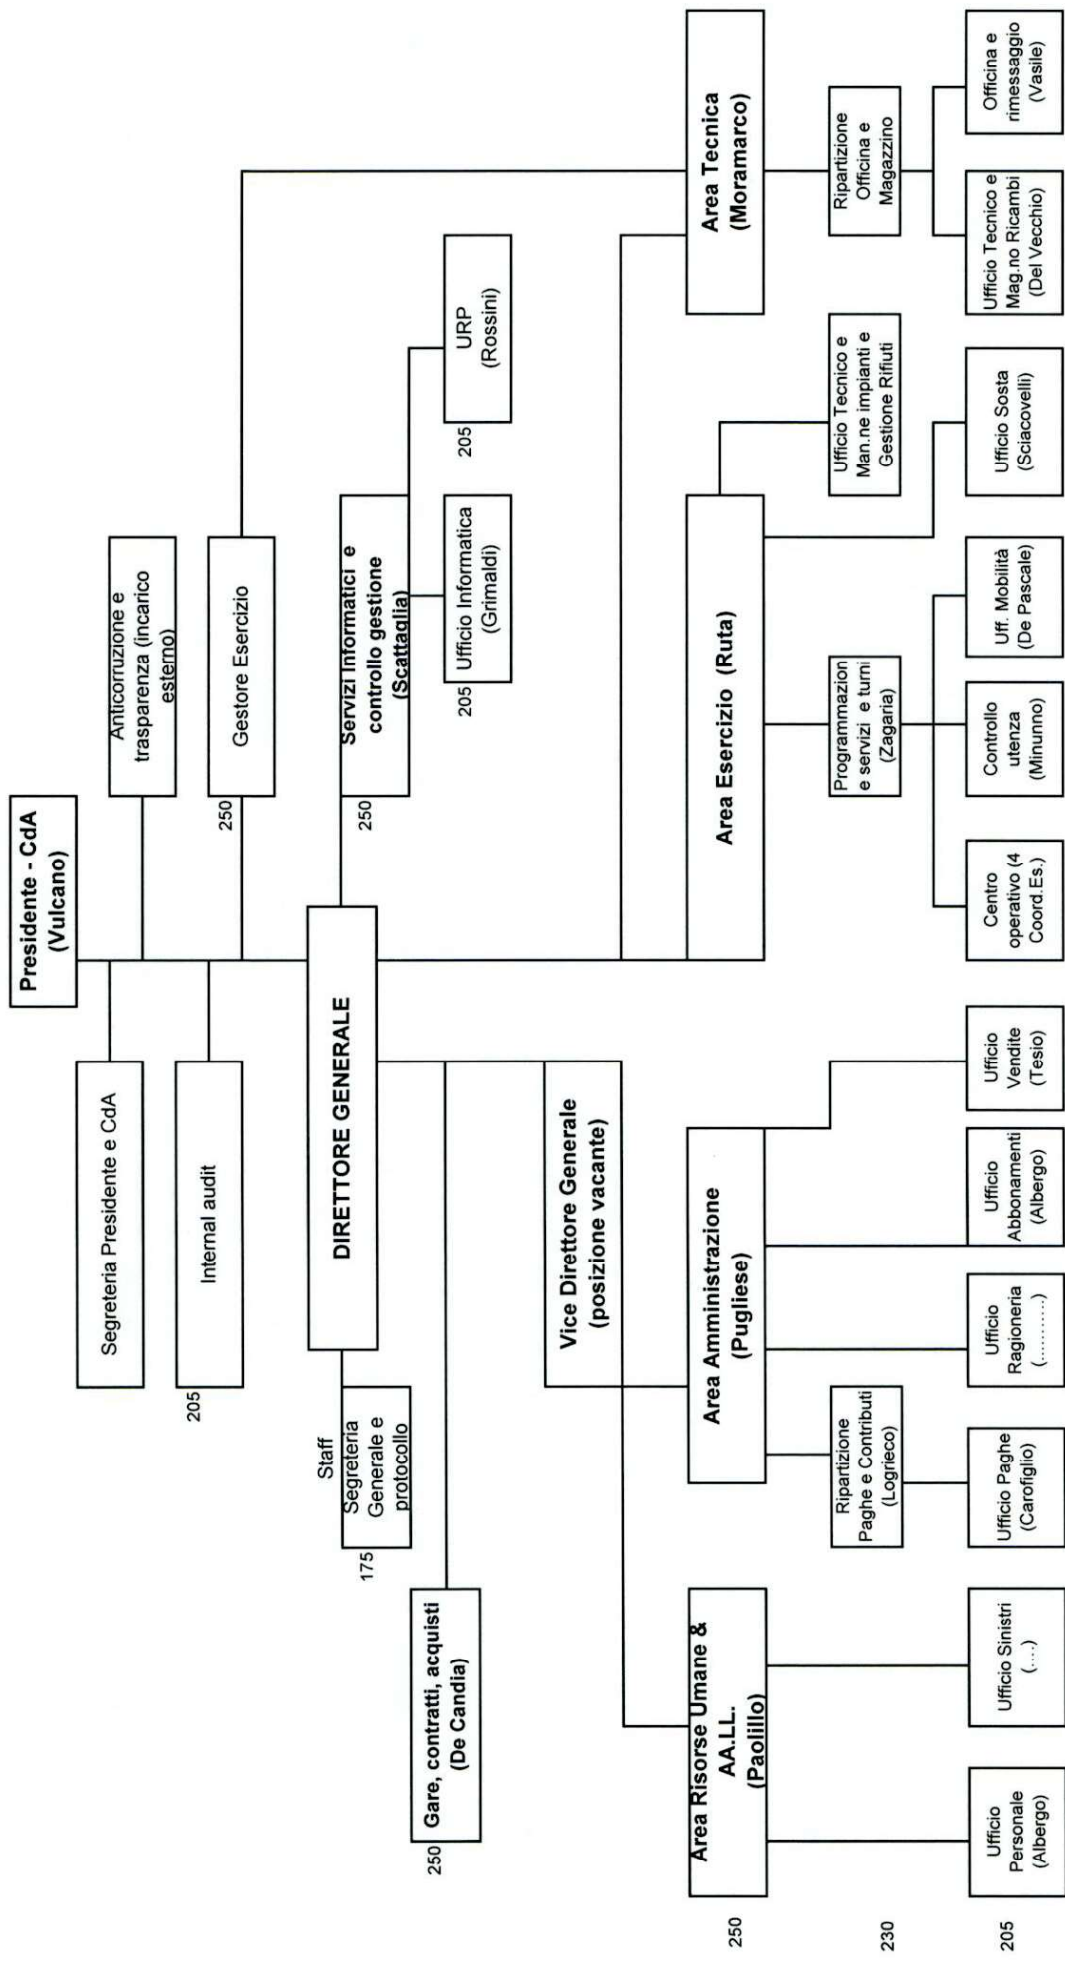 Presidente - CdA
(Vulcano)
Segreteria Presidente e CdA
Anticorruzione e
trasparenza (incarico
esterno)
Internal audit
205
Gestore Esercizio
250
DIRETTORE GENERALE
Staff
Segreteria
Generale e
protocollo
175
Servizi Informatici e
controllo gestione
(Scattaglia)
250
Gare, contratti, acquisti
(De Candia)
250
Ufficio Informatica
(Grimaldi)
205
URP
(Rossini)
205
Vice Direttore Generale
(posizione vacante)
250
Area Risorse Umane &
AA.LL.
(Paolillo)
Area Amministrazione
(Pugliese)
Area Esercizio (Ruta)
Area Tecnica
(Moramarco)
230
Ripartizione
Paghe e Contributi
(Logrieco)
Programmazion
e servizi e turni
(Zagaria)
Ufficio Tecnico e
Man.ne impianti e
Gestione Rifiuti
Ripartizione
Officina e
Magazzino
205
Ufficio
Personale
(Albergo)
Ufficio Sinistri
(....)
Ufficio Paghe
(Carofiglio)
Ufficio
Ragioneria
(...........)
Ufficio
Abbonamenti
(Albergo)
Ufficio
Vendite
(Tesio)
Centro
operativo (4
Coord.Es.)
Controllo
utenza
(Minunno)
Uff. Mobilità
(De Pascale)
Ufficio Sosta
(Sciacovelli)
Ufficio Tecnico e
Mag.no Ricambi
(Del Vecchio)
Officina e
rimessaggio
(Vasile)